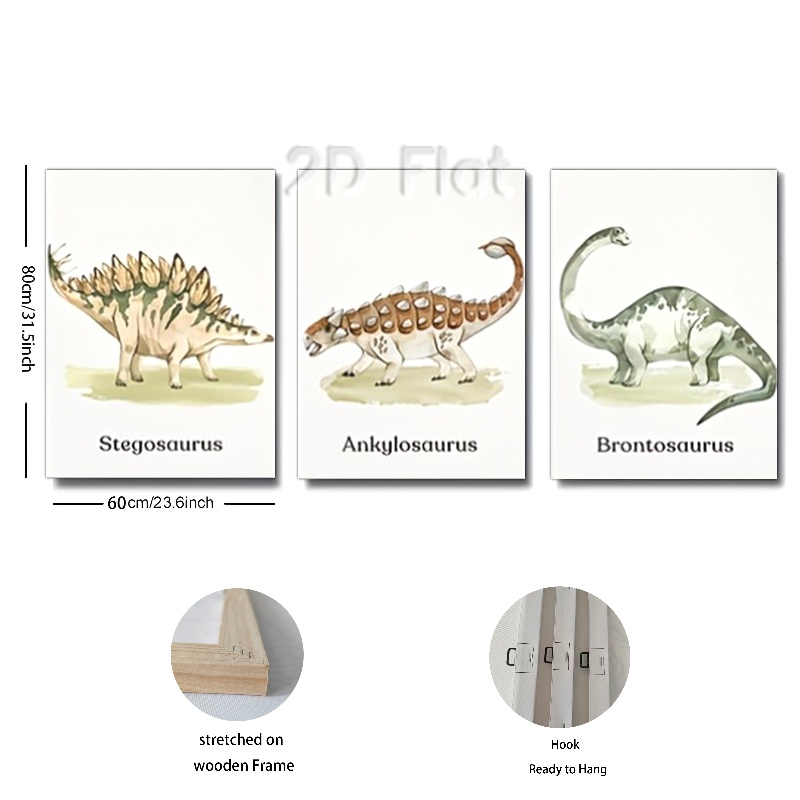 2D Flat
80cm/31.5inch
Stegosaurus
Ankylosaurus
Brontosaurus
60cm/23.6inch
stretched on
wooden Frame
Hook
Ready to Hang